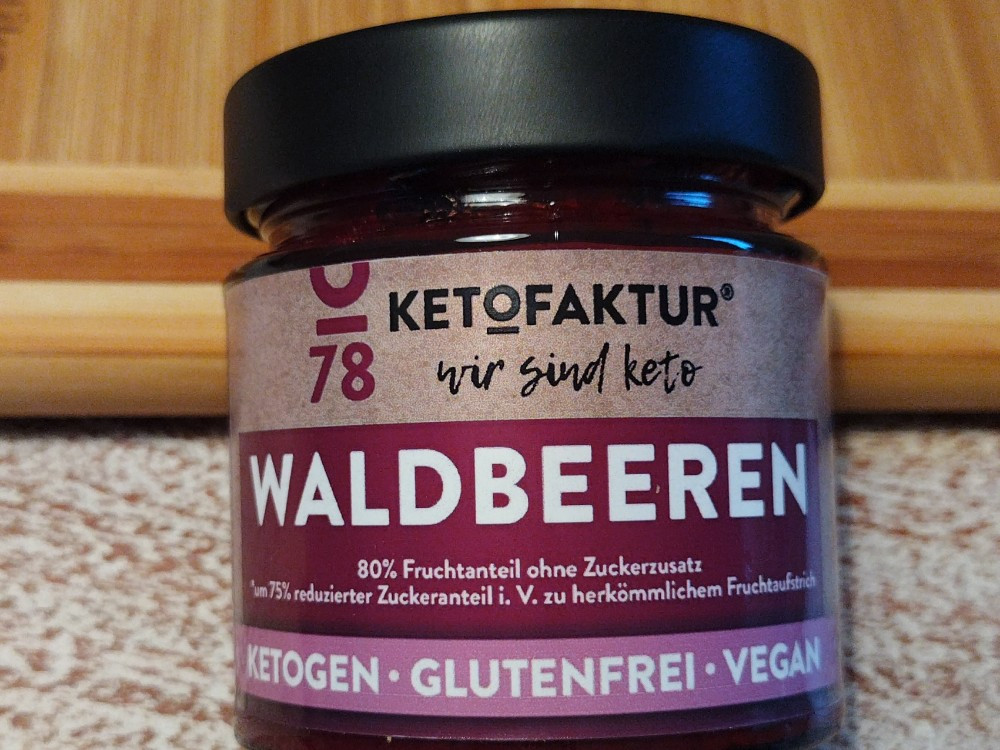 KETOFAKTUR®
78
wir sind keto
WALDBEEREN
80% Fruchtanteil ohne Zuckerzusatz
*um 75% reduzierter Zuckeranteil i. V. zu herkömmlichem Fruchtaufstrich
KETOGEN · GLUTENFREI · VEGAN